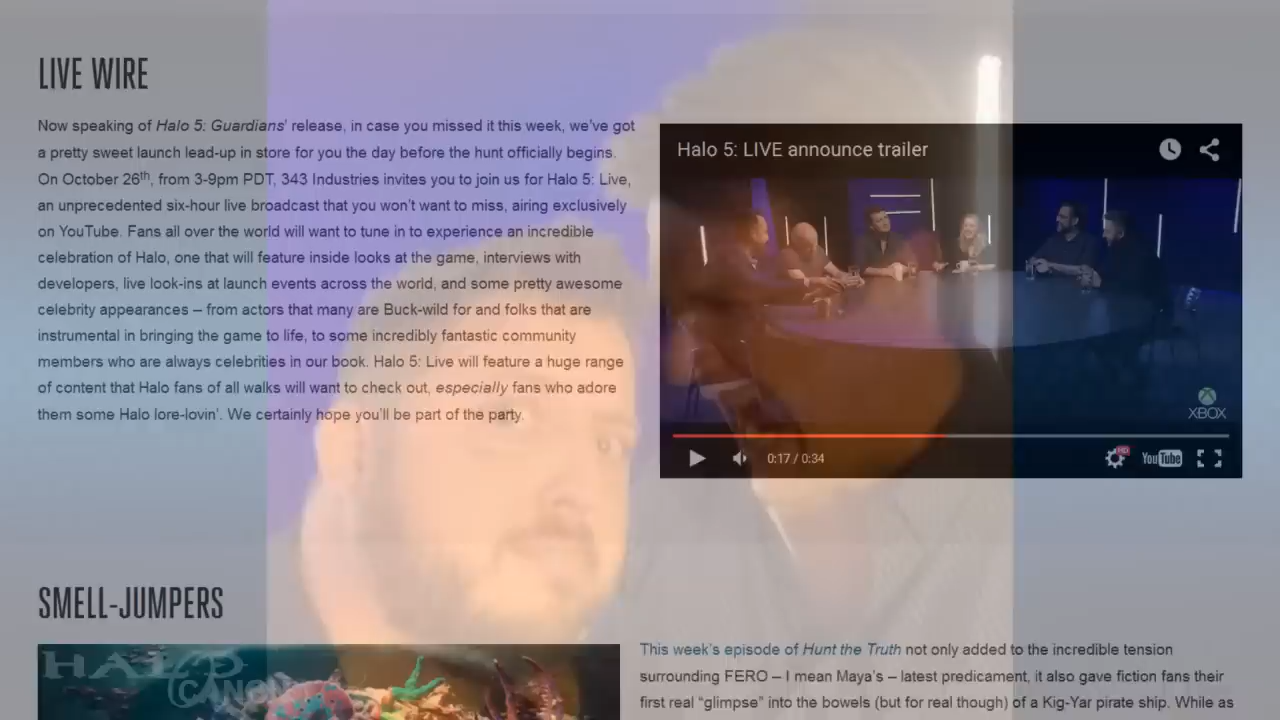 LIVE WIRE
Now speaking of Halo 5: Guardians' release, in case you missed it this week, we've got
a pretty sweet launch lead-up in store for you the day before the hunt officially begins.
On October 26th, from 3-9pm PDT, 343 Industries invites you to join us for Halo 5: Live,
an unprecedented six-hour live broadcast that you won't want to miss, airing exclusively
on YouTube. Fans all over the world will want to tune in to experience an incredible
celebration of Halo, one that will feature inside looks at the game, interviews with
developers, live look-ins at launch events across the world, and some pretty awesome
celebrity appearances – from actors that many are Buck-wild for and folks that are
instrumental in bringing the game to life, to some incredibly fantastic community
members who are always celebrities in our book. Halo 5: Live will feature a huge range
of content that Halo fans of all walks will want to check out, especially fans who adore
them some Halo lore-lovin'. We certainly hope you'll be part of the party.
Halo 5: LIVE announce trailer
XBOX
0:17 / 0:34
HD
YouTube
SMELL-JUMPERS
HALO
CANON
This week's episode of Hunt the Truth not only added to the incredible tension
surrounding FERO – I mean Maya's – latest predicament, it also gave fiction fans their
first real "glimpse" into the bowels (but for real though) of a Kig-Yar pirate ship. While as